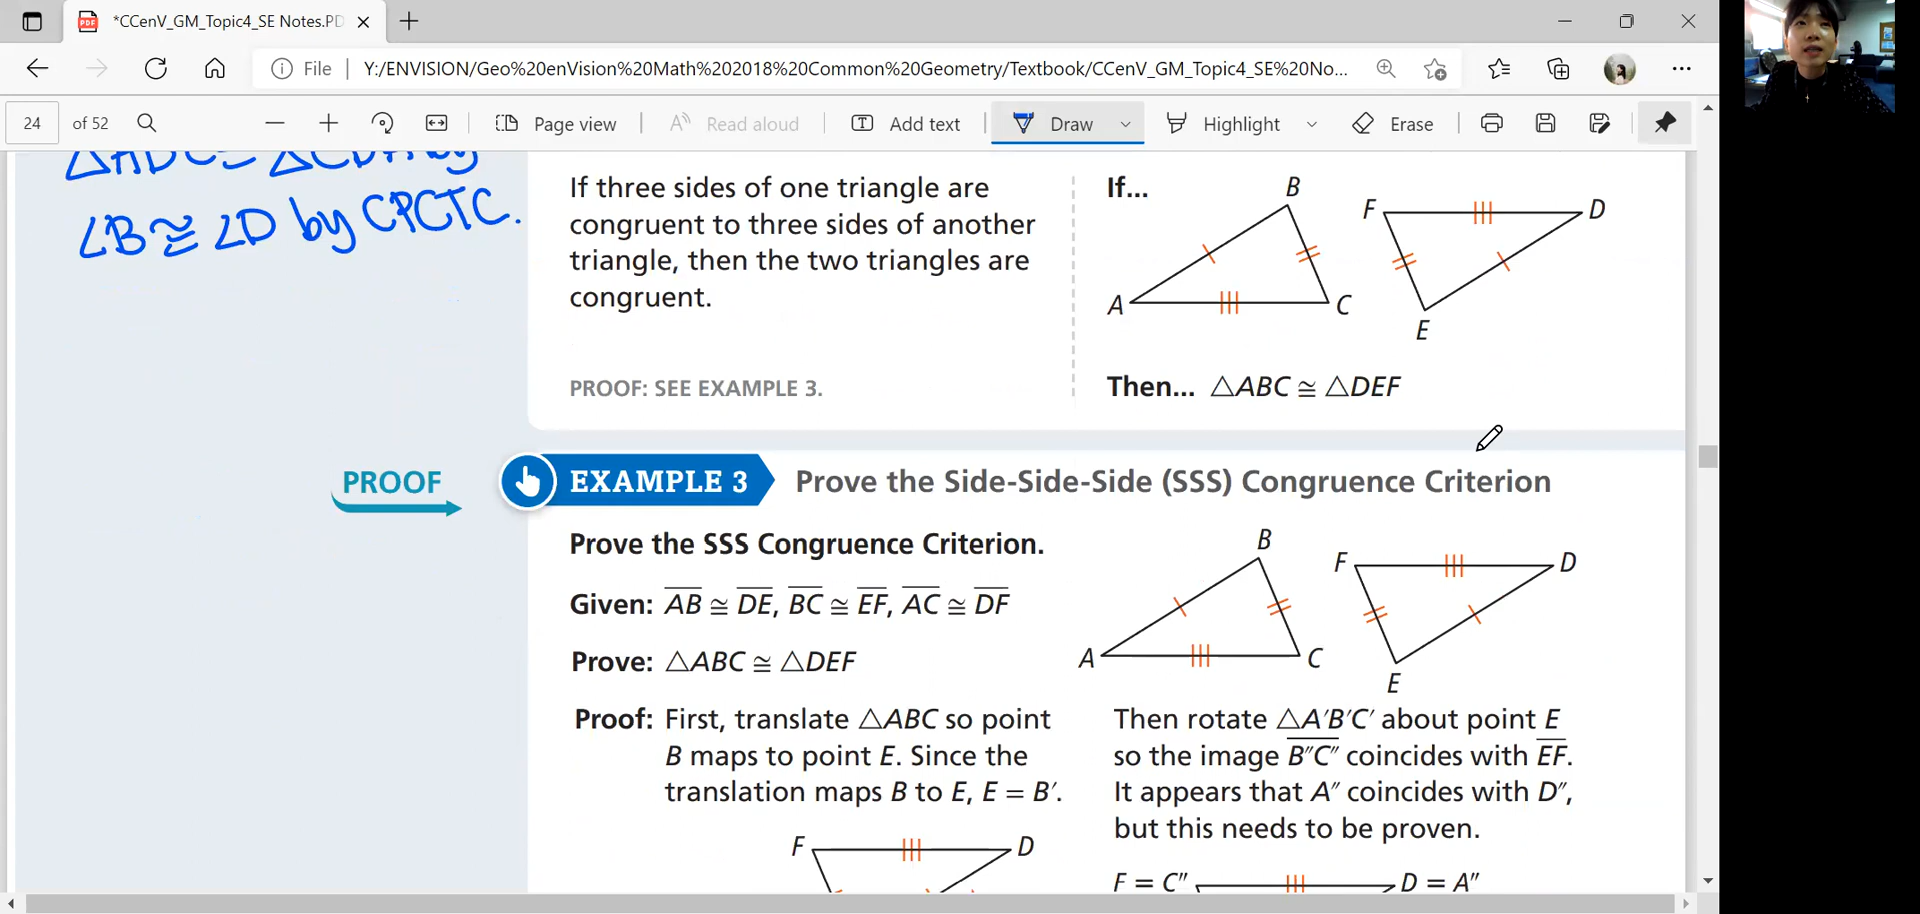 *CCenV_GM_Topic4_SE Notes.PD
File Y:/ENVISION/Geo%20enVision%20Math%202018%20Common%20Geometry/Textbook/CCenV_GM_Topic4_SE%20No...
24 of 52 Page view Read aloud Add text Draw Highlight Erase
△ADC ≅ △CDA by
∠B ≅ ∠D by CPCTC.
If three sides of one triangle are
congruent to three sides of another
triangle, then the two triangles are
congruent.
PROOF: SEE EXAMPLE 3.
If...
B
F
D
A
C
E
Then... △ABC ≅ △DEF
PROOF
EXAMPLE 3 Prove the Side-Side-Side (SSS) Congruence Criterion
Prove the SSS Congruence Criterion.
Given: AB ≅ DE, BC ≅ EF, AC ≅ DF
Prove: △ABC ≅ △DEF
B
F
D
A
C
E
Proof: First, translate △ABC so point
B maps to point E. Since the
translation maps B to E, E = B′.
F
D
Then rotate △A′B′C′ about point E
so the image B″C″ coincides with EF.
It appears that A″ coincides with D″,
but this needs to be proven.
F = C″ D = A″